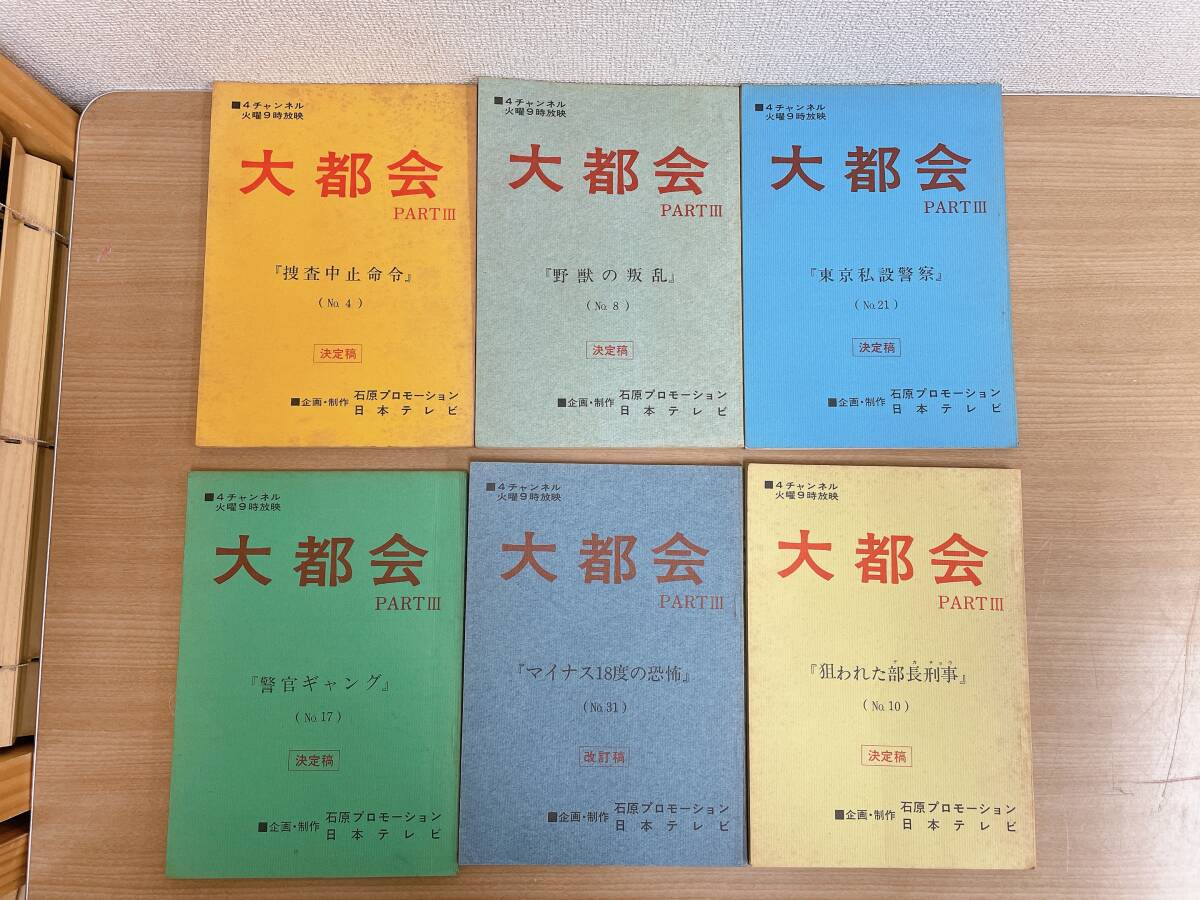 ■4チャンネル
火曜9時放映
大都会
PARTⅢ
『捜査中止命令』
(No.4)
決定稿
■企画・制作 石原プロモーション
日本テレビ
■4チャンネル
火曜9時放映
大都会
PARTⅢ
『野獣の叛乱』
(No.8)
決定稿
■企画・制作 石原プロモーション
日本テレビ
■4チャンネル
火曜9時放映
大都会
PARTⅢ
『東京私設警察』
(No.21)
決定稿
■企画・制作 石原プロモーション
日本テレビ
■4チャンネル
火曜9時放映
大都会
PARTⅢ
『警官ギャング』
(No.17)
決定稿
■企画・制作 石原プロモーション
日本テレビ
■4チャンネル
火曜9時放映
大都会
PARTⅢ
『マイナス18度の恐怖』
(No.31)
改訂稿
■企画・制作 石原プロモーション
日本テレビ
■4チャンネル
火曜9時放映
大都会
PARTⅢ
『狙われた部長刑事』
(No.10)
決定稿
■企画・制作 石原プロモーション
日本テレビ